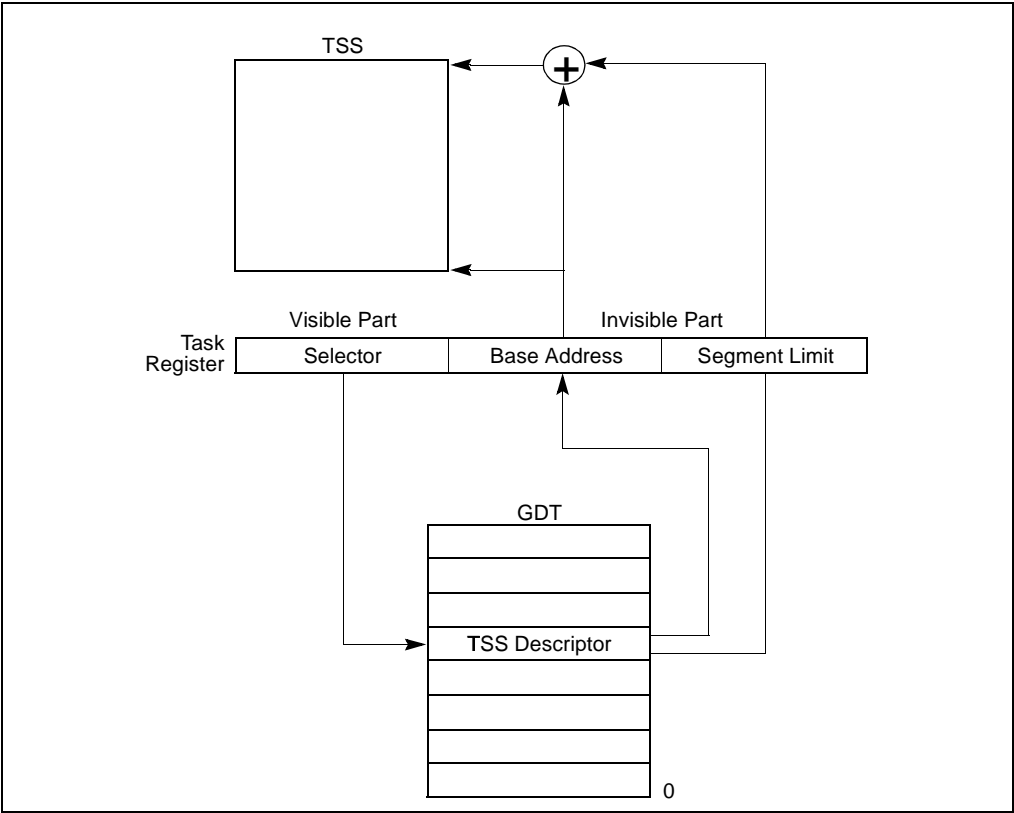 TSS
+
Visible Part
Invisible Part
Task
Register
Selector
Base Address
Segment Limit
GDT
TSS Descriptor
0